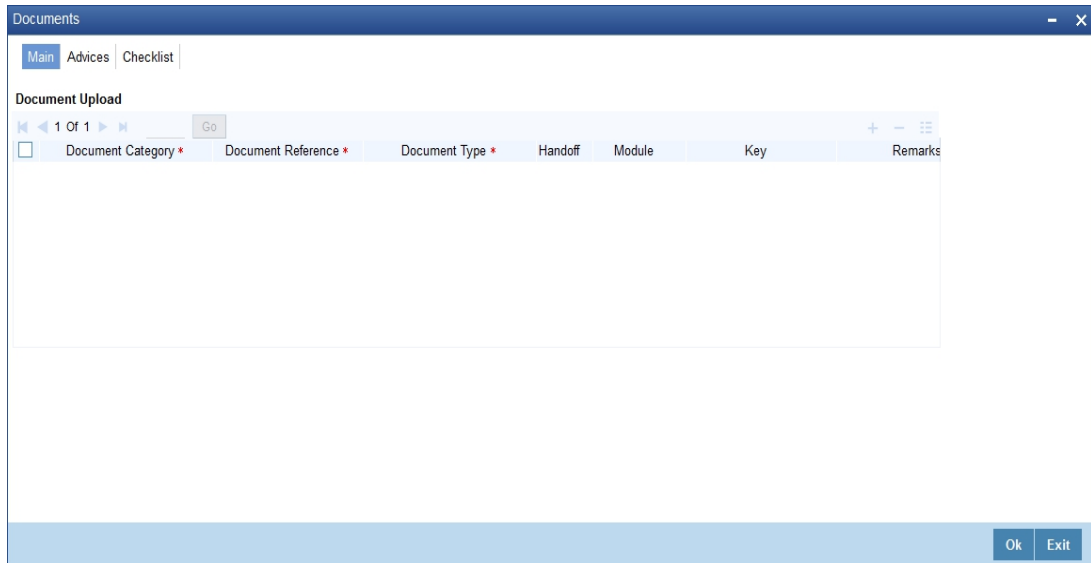 Documents
Main Advices Checklist
Document Upload
1 Of 1 Go
Document Category * Document Reference * Document Type * Handoff Module Key Remarks
Ok Exit